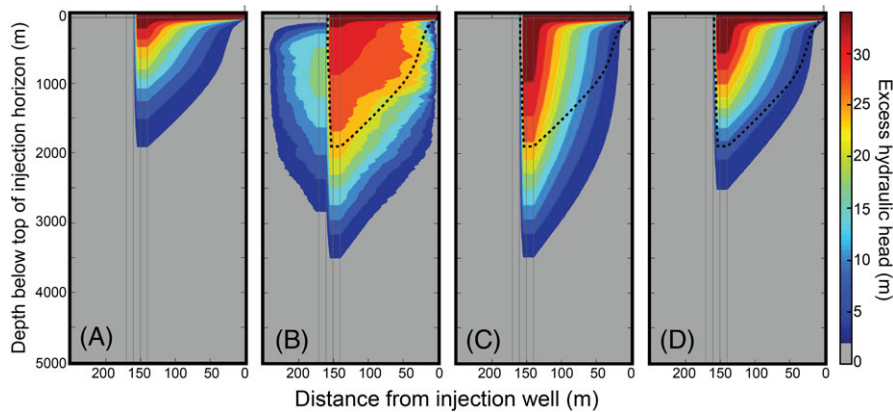 0
1000
2000
3000
4000
5000
Depth below top of injection horizon (m)
(A)
(B)
(C)
(D)
200 150 100 50 0
200 150 100 50 0
200 150 100 50 0
200 150 100 50 0
Distance from injection well (m)
30
25
20
15
10
5
0
Excess hydraulic head (m)